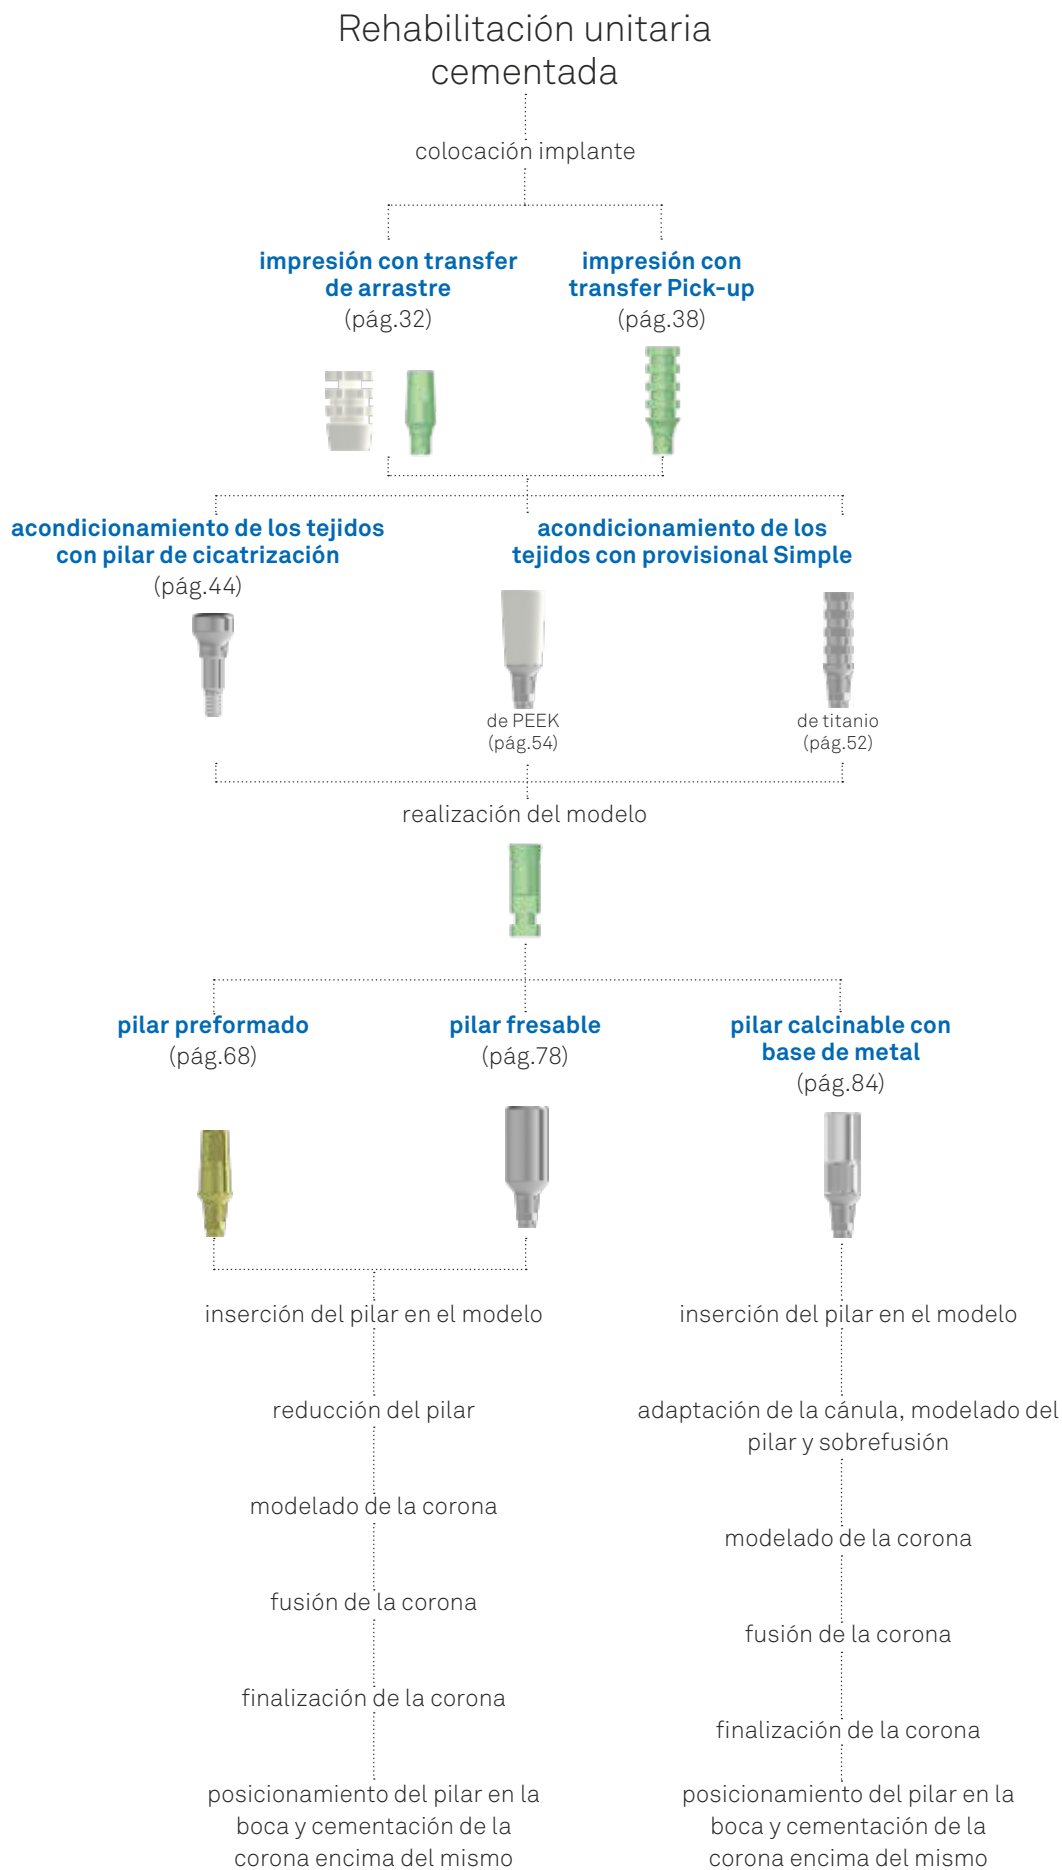 Rehabilitación unitaria
cementada
colocación implante
impresión con transfer
de arrastre
(pág.32)
impresión con
transfer Pick-up
(pág.38)
acondicionamiento de los tejidos
con pilar de cicatrización
(pág.44)
acondicionamiento de los
tejidos con provisional Simple
de PEEK
(pág.54)
de titanio
(pág.52)
realización del modelo
pilar preformado
(pág.68)
pilar fresable
(pág.78)
pilar calcinable con
base de metal
(pág.84)
inserción del pilar en el modelo
reducción del pilar
modelado de la corona
fusión de la corona
finalización de la corona
posicionamiento del pilar en la
boca y cementación de la
corona encima del mismo
inserción del pilar en el modelo
adaptación de la cánula, modelado del
pilar y sobrefusión
modelado de la corona
fusión de la corona
finalización de la corona
posicionamiento del pilar en la
boca y cementación de la
corona encima del mismo